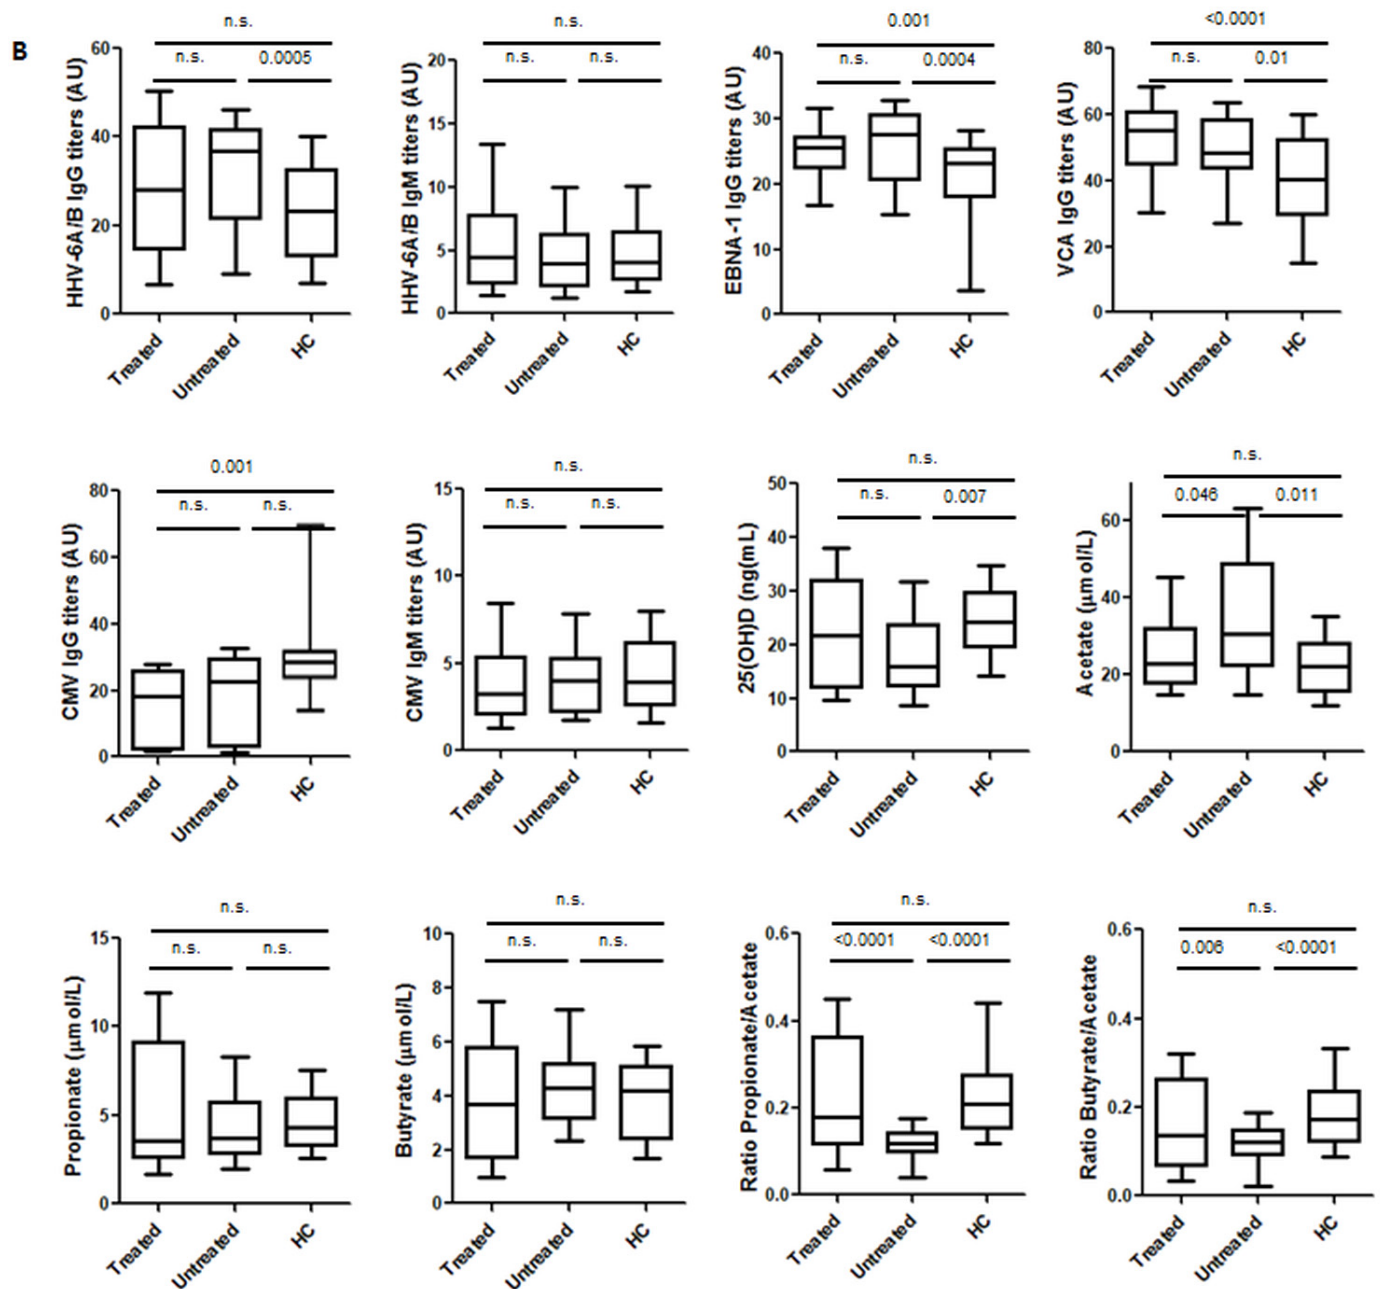 B
n.s.
n.s. 0.0005
HHV-6A/B IgG titers (AU)
60
40
20
0
Treated
Untreated
HC
n.s.
n.s. n.s.
HHV-6A/B IgM titers (AU)
20
15
10
5
0
Treated
Untreated
HC
0.001
n.s. 0.0004
EBNA-1 IgG titers (AU)
40
30
20
10
0
Treated
Untreated
HC
<0.0001
n.s. 0.01
VCA IgG titers (AU)
80
60
40
20
0
Treated
Untreated
HC
0.001
n.s. n.s.
CMV IgG titers (AU)
80
60
40
20
0
Treated
Untreated
HC
n.s.
n.s. n.s.
CMV IgM titers (AU)
15
10
5
0
Treated
Untreated
HC
n.s.
n.s. 0.007
25(OH)D (ng(mL)
50
40
30
20
10
0
Treated
Untreated
HC
n.s.
0.046 0.011
Acetate (μmol/L)
60
40
20
0
Treated
Untreated
HC
n.s.
n.s. n.s.
Propionate (μmol/L)
15
10
5
0
Treated
Untreated
HC
n.s.
n.s. n.s.
Butyrate (μmol/L)
10
8
6
4
2
0
Treated
Untreated
HC
n.s.
<0.0001 <0.0001
Ratio Propionate/Acetate
0.6
0.4
0.2
0.0
Treated
Untreated
HC
n.s.
0.006 <0.0001
Ratio Butyrate/Acetate
0.6
0.4
0.2
0.0
Treated
Untreated
HC